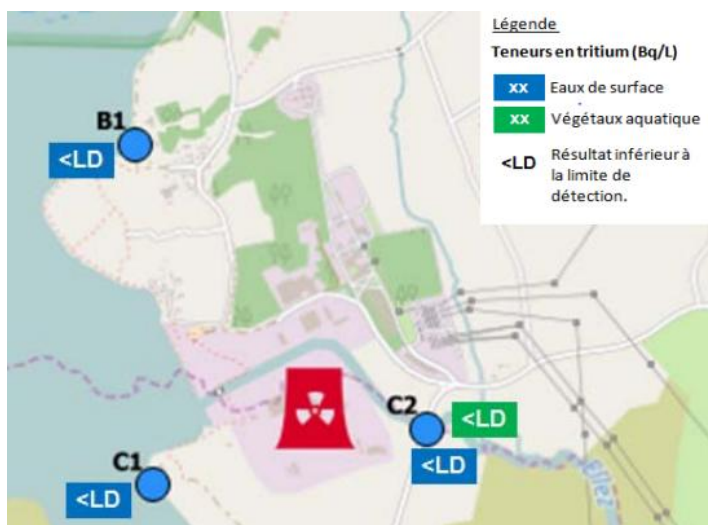 Légende
Teneurs en tritium (Bq/L)
xx Eaux de surface
xx Végétaux aquatique
<LD Résultat inférieur à
la limite de
détection.
B1
<LD
C2
<LD
<LD
C1
<LD
Ellez